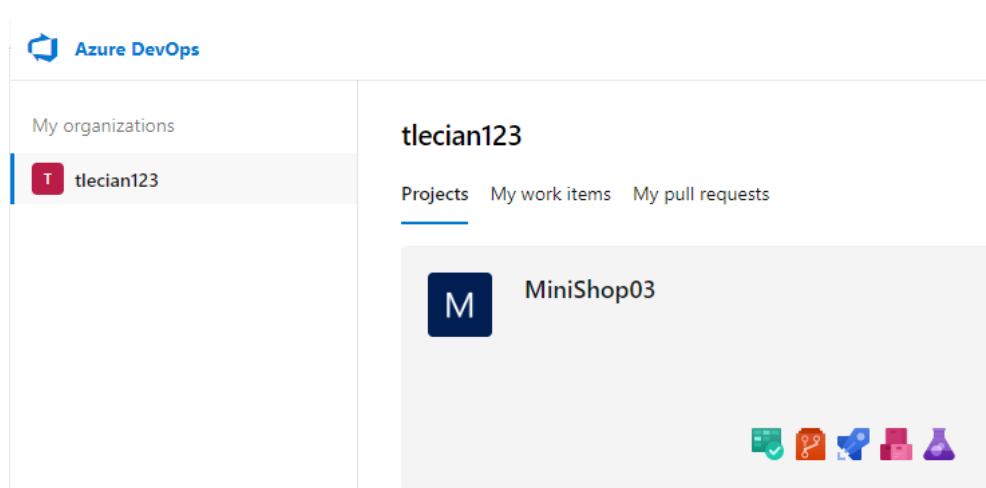 Azure DevOps
My organizations
T tlecian123
tlecian123
Projects My work items My pull requests
M MiniShop03